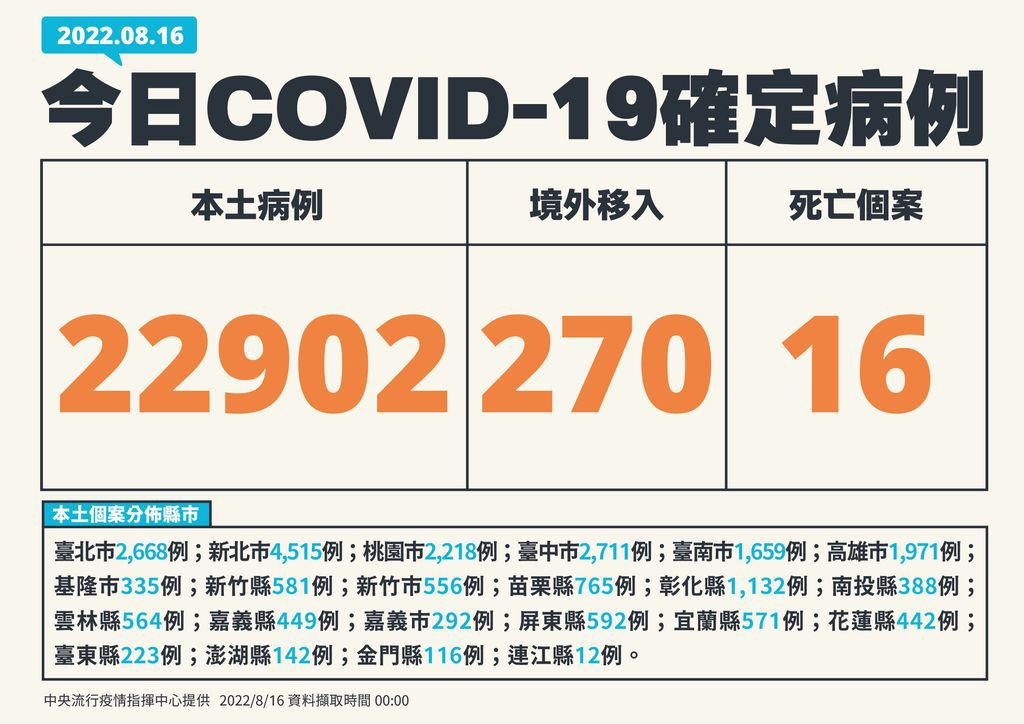 2022.08.16
今日COVID-19確定病例
本土病例 境外移入 死亡個案
22902 270 16
本土個案分佈縣市
臺北市2,668例；新北市4,515例；桃園市2,218例；臺中市2,711例；臺南市1,659例；高雄市1,971例；
基隆市335例；新竹縣581例；新竹市556例；苗栗縣765例；彰化縣1,132例；南投縣388例；
雲林縣564例；嘉義縣449例；嘉義市292例；屏東縣592例；宜蘭縣571例；花蓮縣442例；
臺東縣223例；澎湖縣142例；金門縣116例；連江縣12例。
中央流行疫情指揮中心提供 2022/8/16 資料擷取時間 00:00